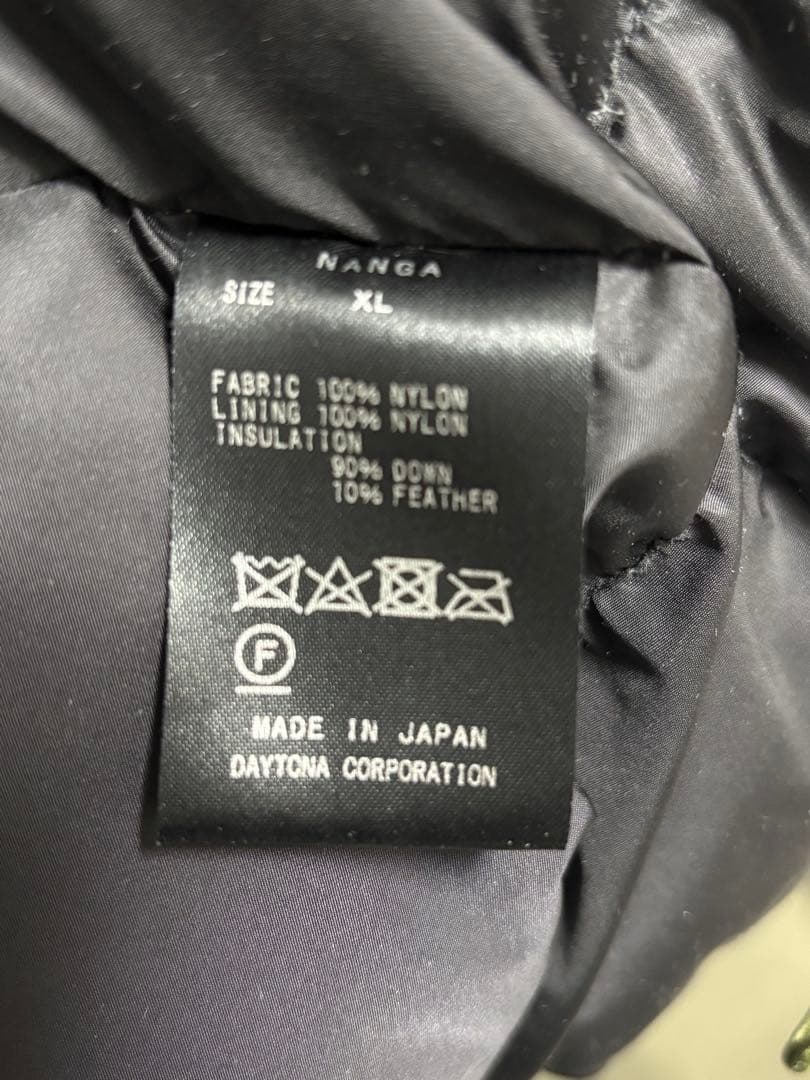 NANGA
SIZE XL
FABRIC 100% NYLON
LINING 100% NYLON
INSULATION
90% DOWN
10% FEATHER
F
MADE IN JAPAN
DAYTONA CORPORATION